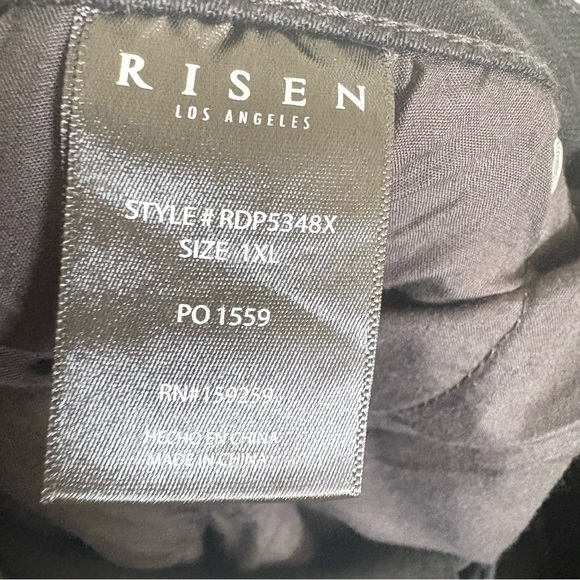 RISEN
LOS ANGELES
STYLE # RDP5348X
SIZE 1XL
PO 1559
RN#159259
HECHO EN CHINA
MADE IN CHINA